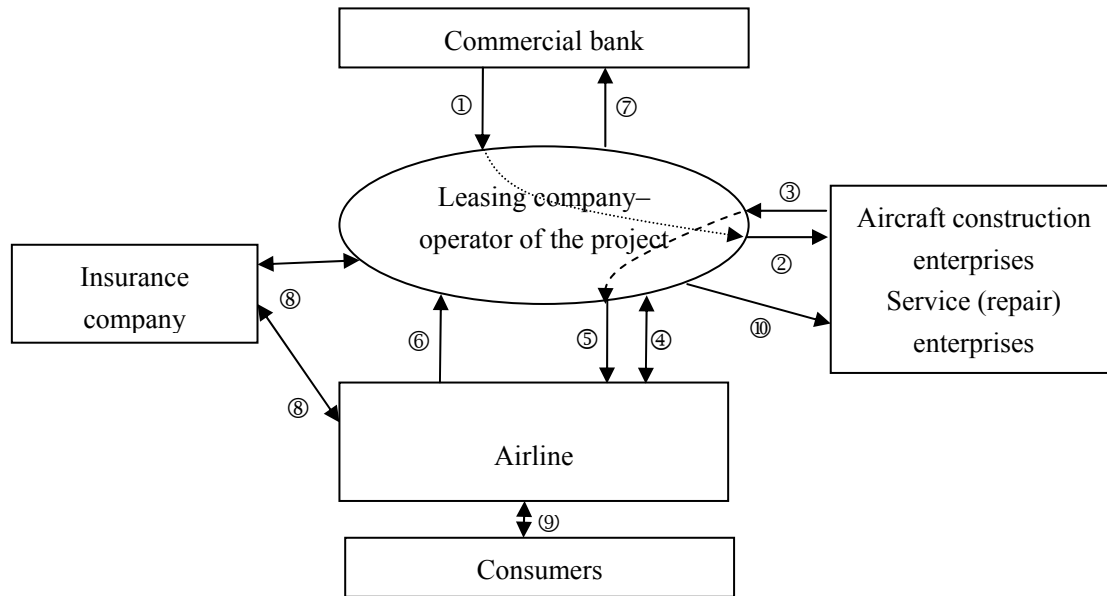 Commercial bank
①
⑦
Leasing company–
operator of the project
③
②
Aircraft construction
enterprises
Service (repair)
enterprises
Insurance
company
⑧
⑥
⑤
④
⑩
⑧
Airline
⑨
Consumers